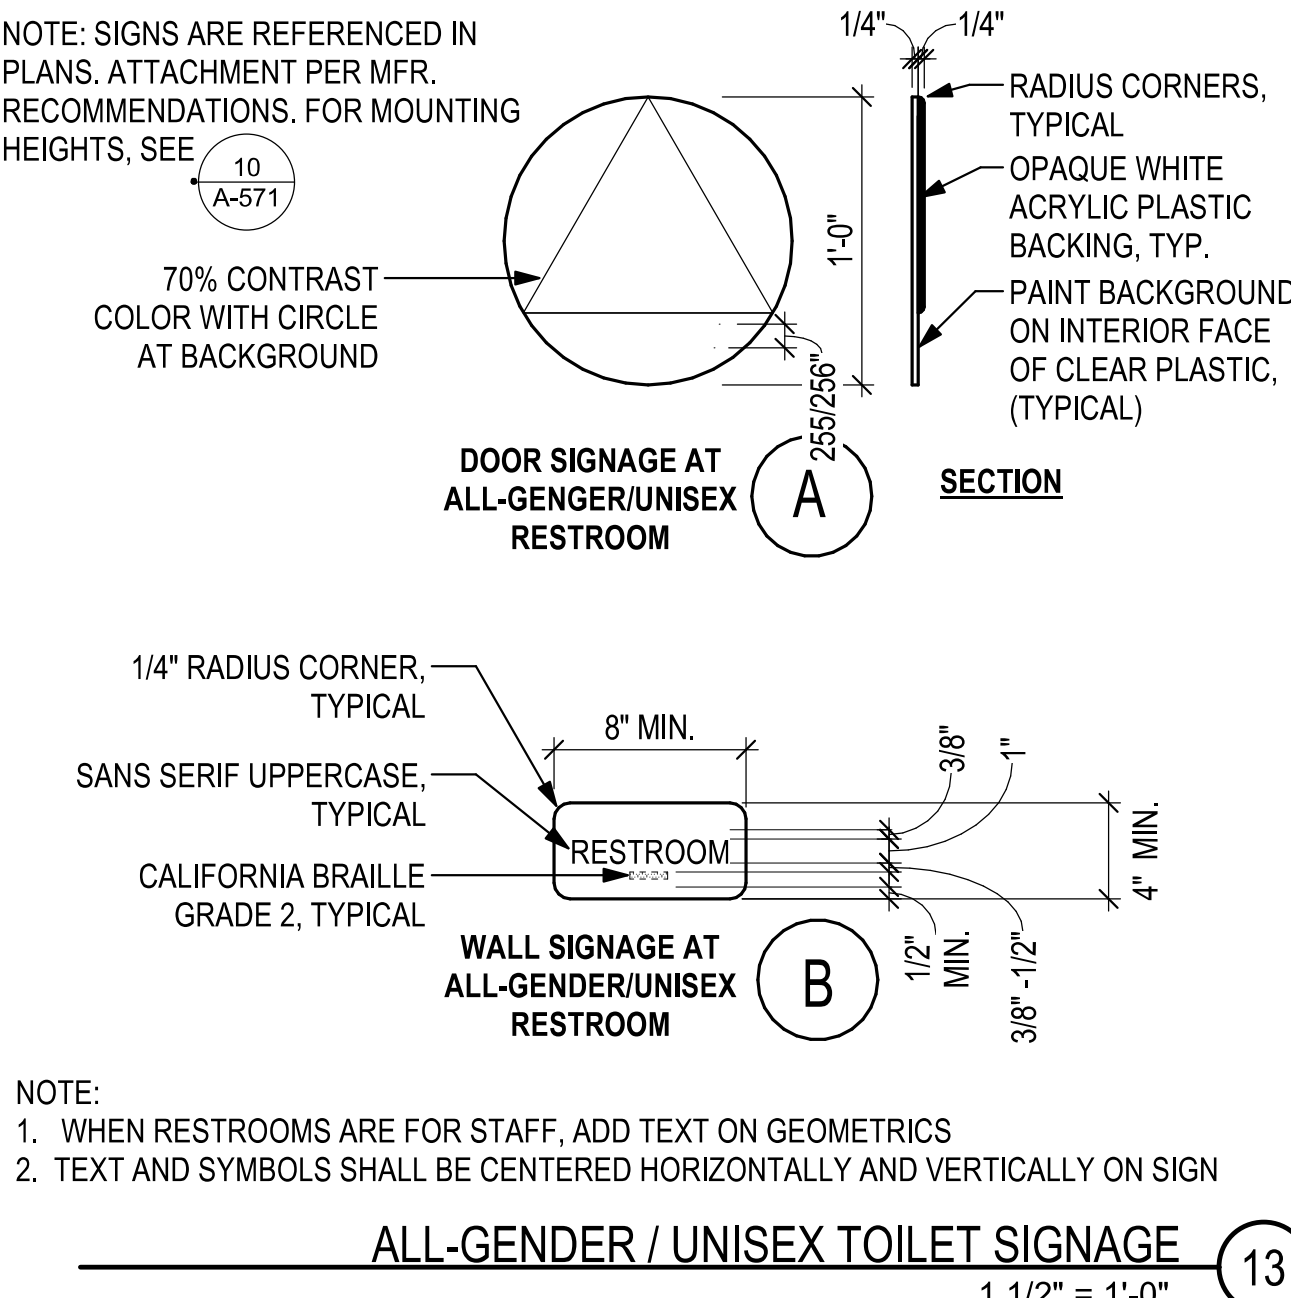 NOTE: SIGNS ARE REFERENCED IN
PLANS. ATTACHMENT PER MFR.
RECOMMENDATIONS. FOR MOUNTING
HEIGHTS, SEE
10
A-571
70% CONTRAST
COLOR WITH CIRCLE
AT BACKGROUND
1'-0"
255/256"
1/4"
1/4"
RADIUS CORNERS,
TYPICAL
OPAQUE WHITE
ACRYLIC PLASTIC
BACKING, TYP.
PAINT BACKGROUND
ON INTERIOR FACE
OF CLEAR PLASTIC,
(TYPICAL)
DOOR SIGNAGE AT
ALL-GENGER/UNISEX
RESTROOM
A
SECTION
1/4" RADIUS CORNER,
TYPICAL
SANS SERIF UPPERCASE,
TYPICAL
CALIFORNIA BRAILLE
GRADE 2, TYPICAL
8" MIN.
RESTROOM
3/8"
1"
4" MIN.
1/2"
MIN.
3/8" -1/2"
WALL SIGNAGE AT
ALL-GENDER/UNISEX
RESTROOM
B
NOTE:
1. WHEN RESTROOMS ARE FOR STAFF, ADD TEXT ON GEOMETRICS
2. TEXT AND SYMBOLS SHALL BE CENTERED HORIZONTALLY AND VERTICALLY ON SIGN
ALL-GENDER / UNISEX TOILET SIGNAGE
13
1 1/2" = 1'-0"